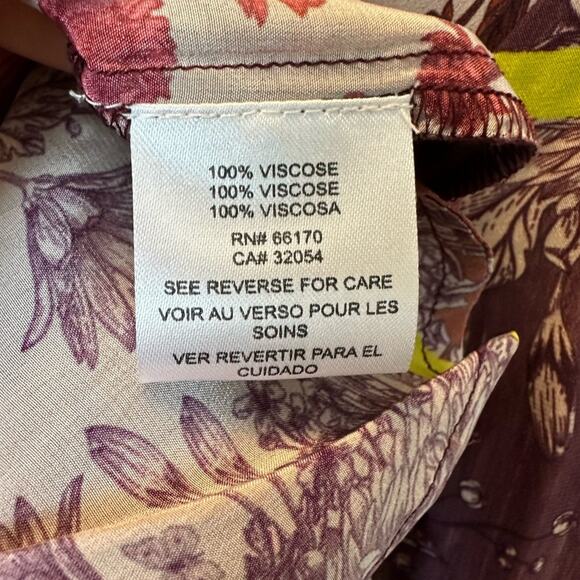 100% VISCOSE
100% VISCOSE
100% VISCOSA
RN# 66170
CA# 32054
SEE REVERSE FOR CARE
VOIR AU VERSO POUR LES
SOINS
VER REVERTIR PARA EL
CUIDADO